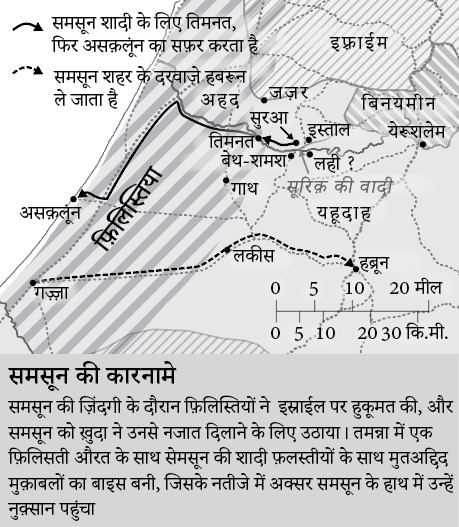 समसून शादी के लिए तिमनत,
फिर असक़लून का सफ़र करता है
समसून शहर के दरवाज़े हबरून
ले जाता है
इफ़्राईम
अहद
जज़र
बिनयमीन
सुरआ
इस्ताल
येरूशलेम
तिमनत
बेथ-शमश
लही ?
गाथ
सूरिक़ की वादी
असक़लून
फ़िलिस्तिया
यहूदाह
लकीस
हब्रून
गज़्ज़ा
0 5 10 20 मील
0 5 10 20 30 कि.मी.
समसून की कारनामे
समसून की ज़िंदगी के दौरान फ़िलिस्तियों ने इस्राईल पर हुकूमत की, और
समसून को ख़ुदा ने उनसे नजात दिलाने के लिए उठाया। तमन्ना में एक
फ़िलिसती औरत के साथ सेमसून की शादी फ़लस्तीयों के साथ मुतअद्दिद
मुक़ाबलों का बाइस बनी, जिसके नतीजे में अक्सर समसून के हाथ में उन्हें
नुक़्सान पहुंचा